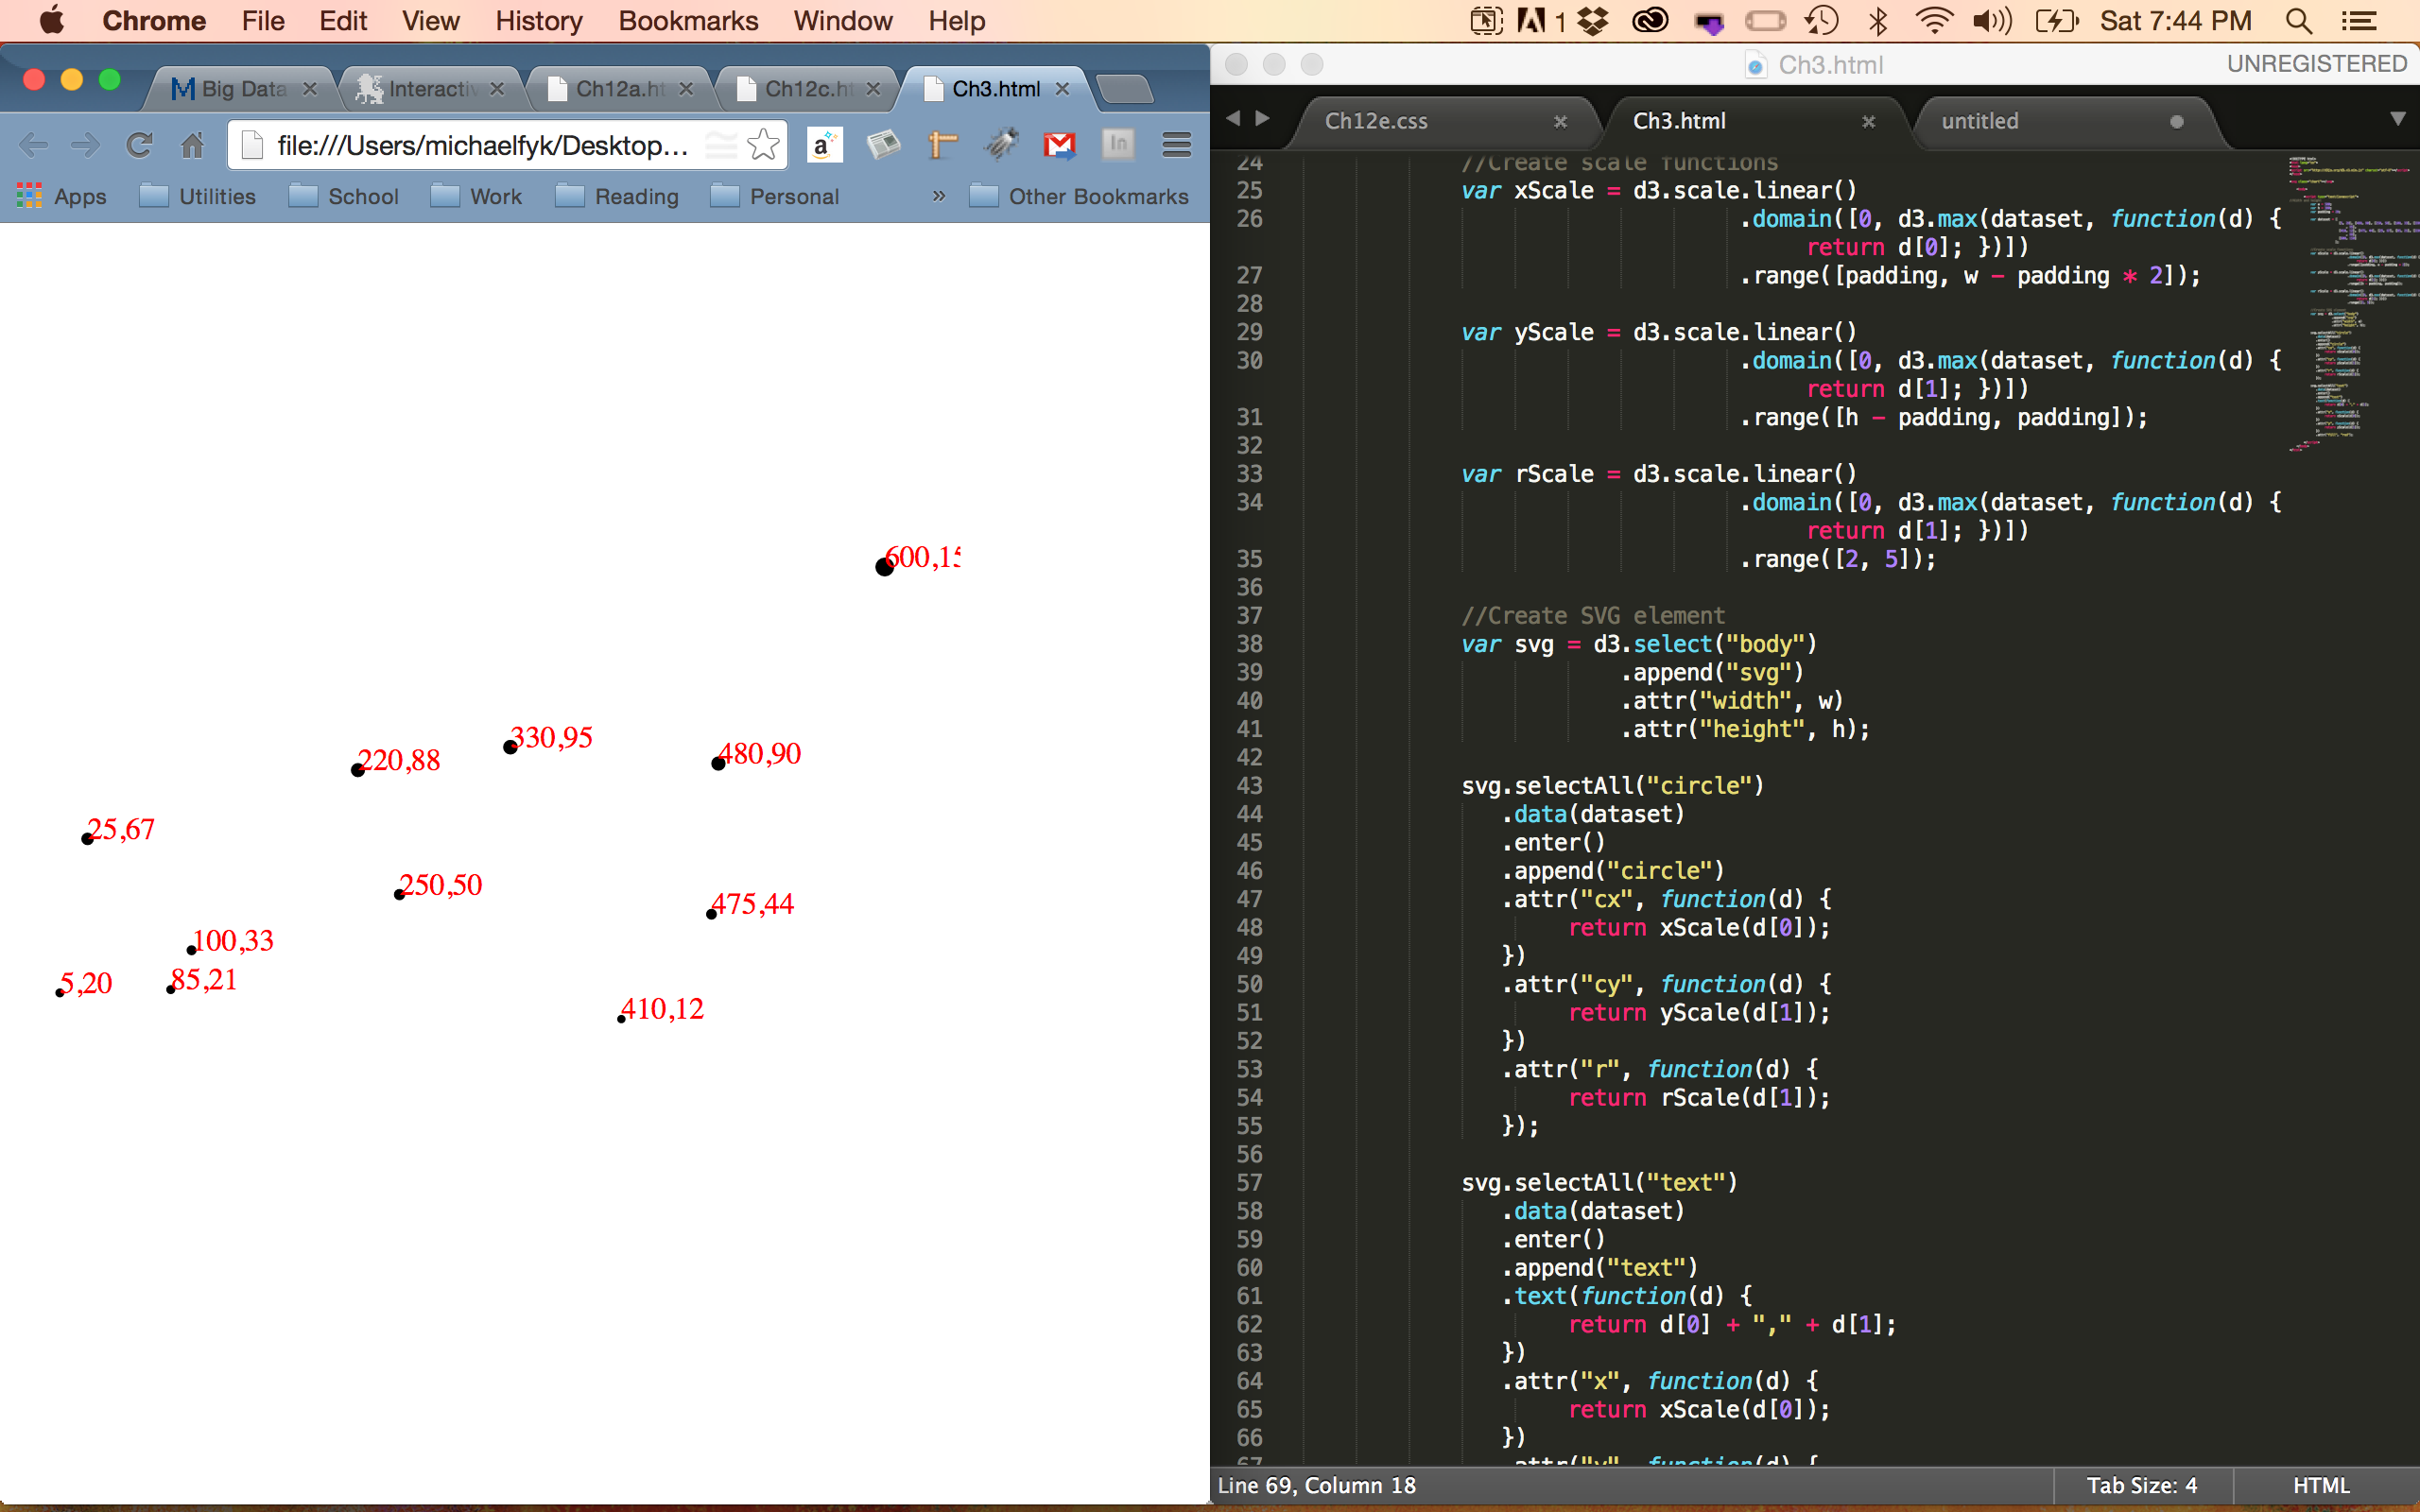 Chrome File Edit View History Bookmarks Window Help
1 Sat 7:44 PM
Big Data Interactiv Ch12a.ht Ch12c.ht Ch3.html
file:///Users/michaelfyk/Desktop...
a In
Apps Utilities School Work Reading Personal » Other Bookmarks
600,15
330,95
480,90
220,88
25,67
250,50
475,44
100,33
85,21
5,20
410,12
Ch3.html UNREGISTERED
Ch12e.css Ch3.html untitled
24 //Create scale functions
25 var xScale = d3.scale.linear()
26 .domain([0, d3.max(dataset, function(d) {
return d[0]; })])
27 .range([padding, w - padding * 2]);
28
29 var yScale = d3.scale.linear()
30 .domain([0, d3.max(dataset, function(d) {
return d[1]; })])
31 .range([h - padding, padding]);
32
33 var rScale = d3.scale.linear()
34 .domain([0, d3.max(dataset, function(d) {
return d[1]; })])
35 .range([2, 5]);
36
37 //Create SVG element
38 var svg = d3.select("body")
39 .append("svg")
40 .attr("width", w)
41 .attr("height", h);
42
43 svg.selectAll("circle")
44 .data(dataset)
45 .enter()
46 .append("circle")
47 .attr("cx", function(d) {
48 return xScale(d[0]);
49 })
50 .attr("cy", function(d) {
51 return yScale(d[1]);
52 })
53 .attr("r", function(d) {
54 return rScale(d[1]);
55 });
56
57 svg.selectAll("text")
58 .data(dataset)
59 .enter()
60 .append("text")
61 .text(function(d) {
62 return d[0] + "," + d[1];
63 })
64 .attr("x", function(d) {
65 return xScale(d[0]);
66 })
67 .attr("y", function(d) {
Line 69, Column 18 Tab Size: 4 HTML